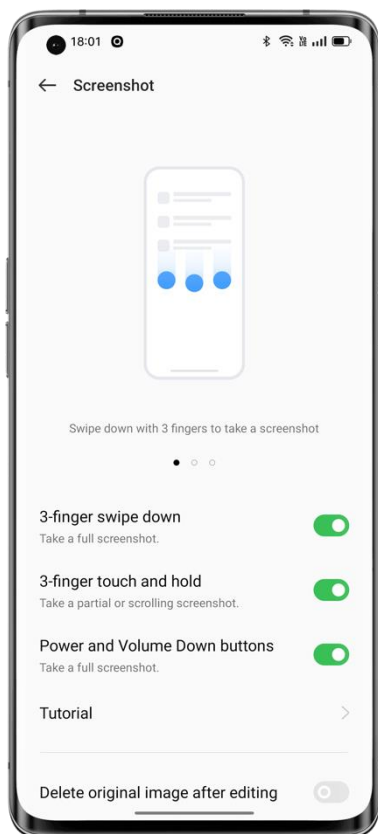 18:01
Screenshot
Swipe down with 3 fingers to take a screenshot
3-finger swipe down
Take a full screenshot.
3-finger touch and hold
Take a partial or scrolling screenshot.
Power and Volume Down buttons
Take a full screenshot.
Tutorial
Delete original image after editing